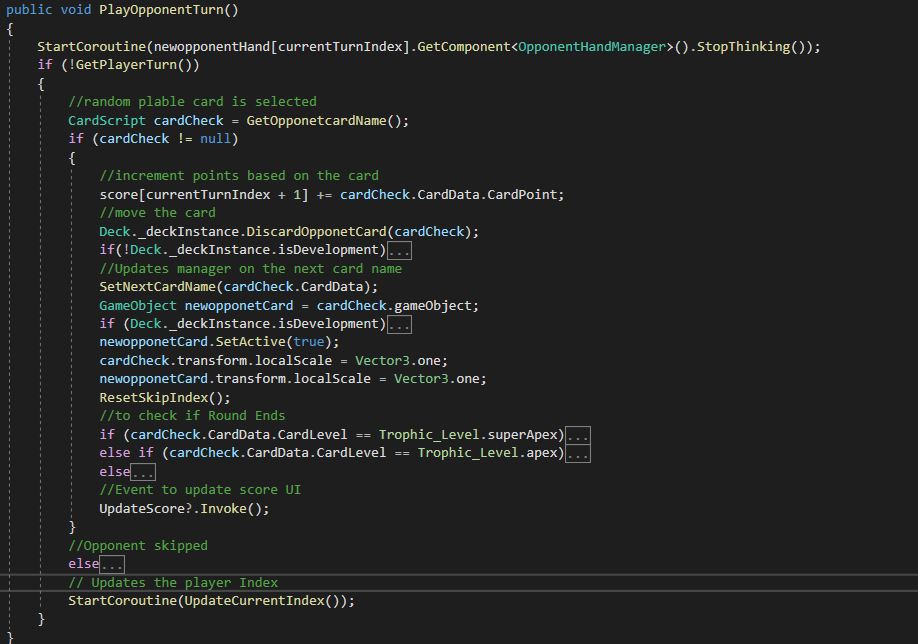 public void PlayOpponentTurn()
{
StartCoroutine(newopponentHand[currentTurnIndex].GetComponent<OpponentHandManager>().StopThinking());
if (!GetPlayerTurn())
{
//random plable card is selected
CardScript cardCheck = GetOpponetcardName();
if (cardCheck != null)
{
//increment points based on the card
score[currentTurnIndex + 1] += cardCheck.CardData.CardPoint;
//move the card
Deck._deckInstance.DiscardOpponetCard(cardCheck);
if(!Deck._deckInstance.isDevelopment)...
//Updates manager on the next card name
SetNextCardName(cardCheck.CardData);
GameObject newopponetCard = cardCheck.gameObject;
if (Deck._deckInstance.isDevelopment)...
newopponetCard.SetActive(true);
cardCheck.transform.localScale = Vector3.one;
newopponetCard.transform.localScale = Vector3.one;
ResetSkipIndex();
//to check if Round Ends
if (cardCheck.CardData.CardLevel == Trophic_Level.superApex)...
else if (cardCheck.CardData.CardLevel == Trophic_Level.apex)...
else...
//Event to update score UI
UpdateScore?.Invoke();
}
//Opponent skipped
else...
// Updates the player Index
StartCoroutine(UpdateCurrentIndex());
}
}